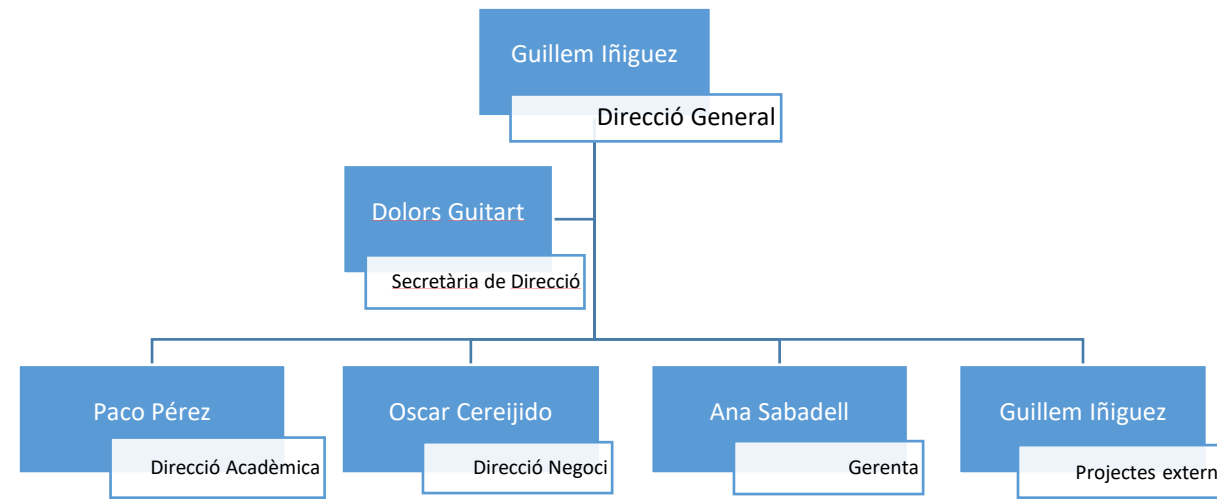 Guillem Iñiguez
Direcció General
Dolors Guitart
Secretària de Direcció
Paco Pérez
Direcció Acadèmica
Oscar Cereijido
Direcció Negoci
Ana Sabadell
Gerenta
Guillem Iñiguez
Projectes extern